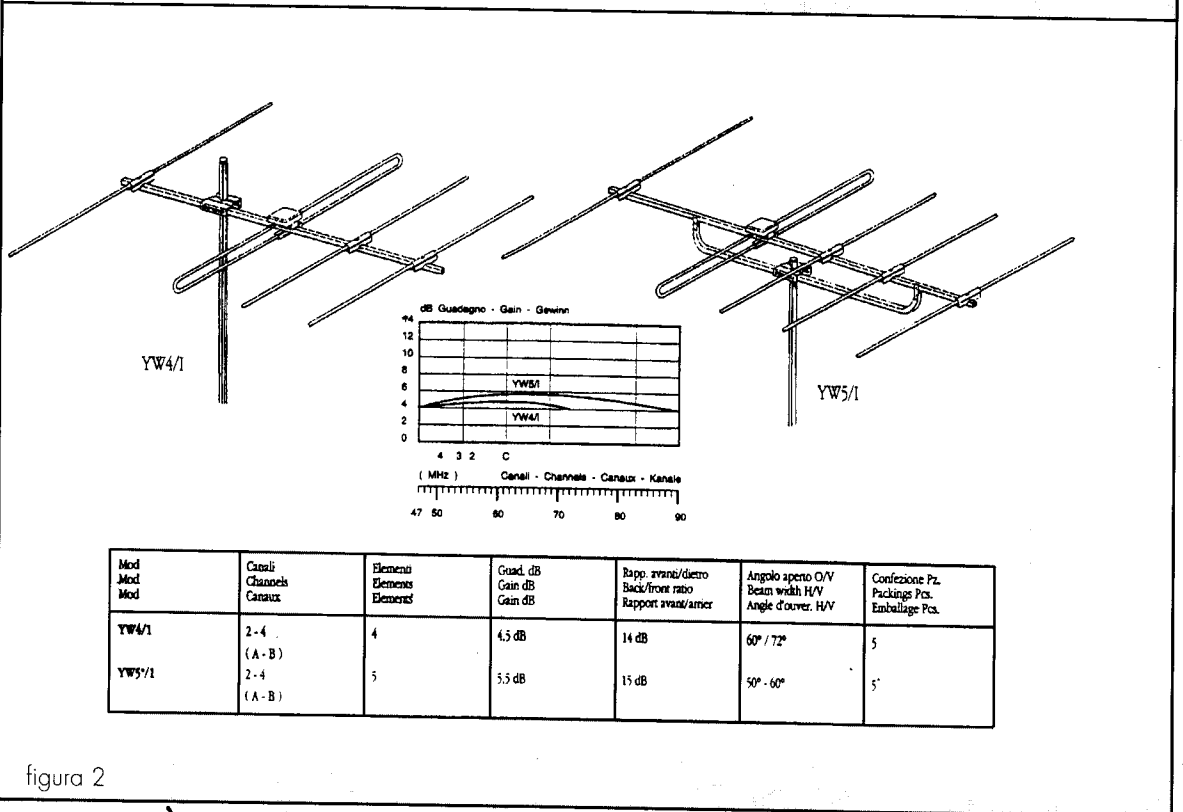 YW4/I
YW5/I
dB Guadagno - Gain - Gewinn
14
12
10
8
6
4
2
0
YW5/I
YW4/I
4 3 2 C
( MHz ) Canali - Channels - Canaux - Kanale
47 50 60 70 80 90
Mod
Mod
Mod
Canali
Channels
Canaux
Elementi
Elements
Elements
Guad. dB
Gain dB
Gain dB
Rapp. avanti/dietro
Back/front ratio
Rapport avant/arrier
Angolo aperto O/V
Beam width H/V
Angle d'ouver. H/V
Confezione Pz.
Packings Pcs.
Emballage Pcs.
YW4/1
2 - 4
( A - B )
4
4,5 dB
14 dB
60° / 72°
5
YW5"/1
2 - 4
( A - B )
5
5,5 dB
15 dB
50° - 60°
5
figura 2